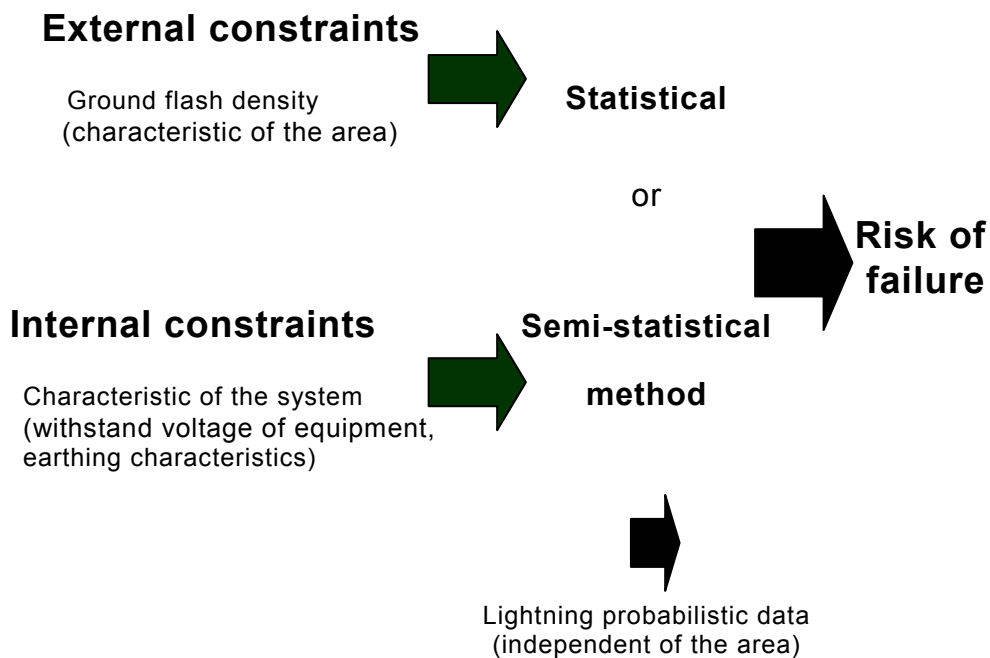 External constraints
Ground flash density
(characteristic of the area)
Statistical
or
Risk of
failure
Internal constraints
Semi-statistical
method
Characteristic of the system
(withstand voltage of equipment,
earthing characteristics)
Lightning probabilistic data
(independent of the area)